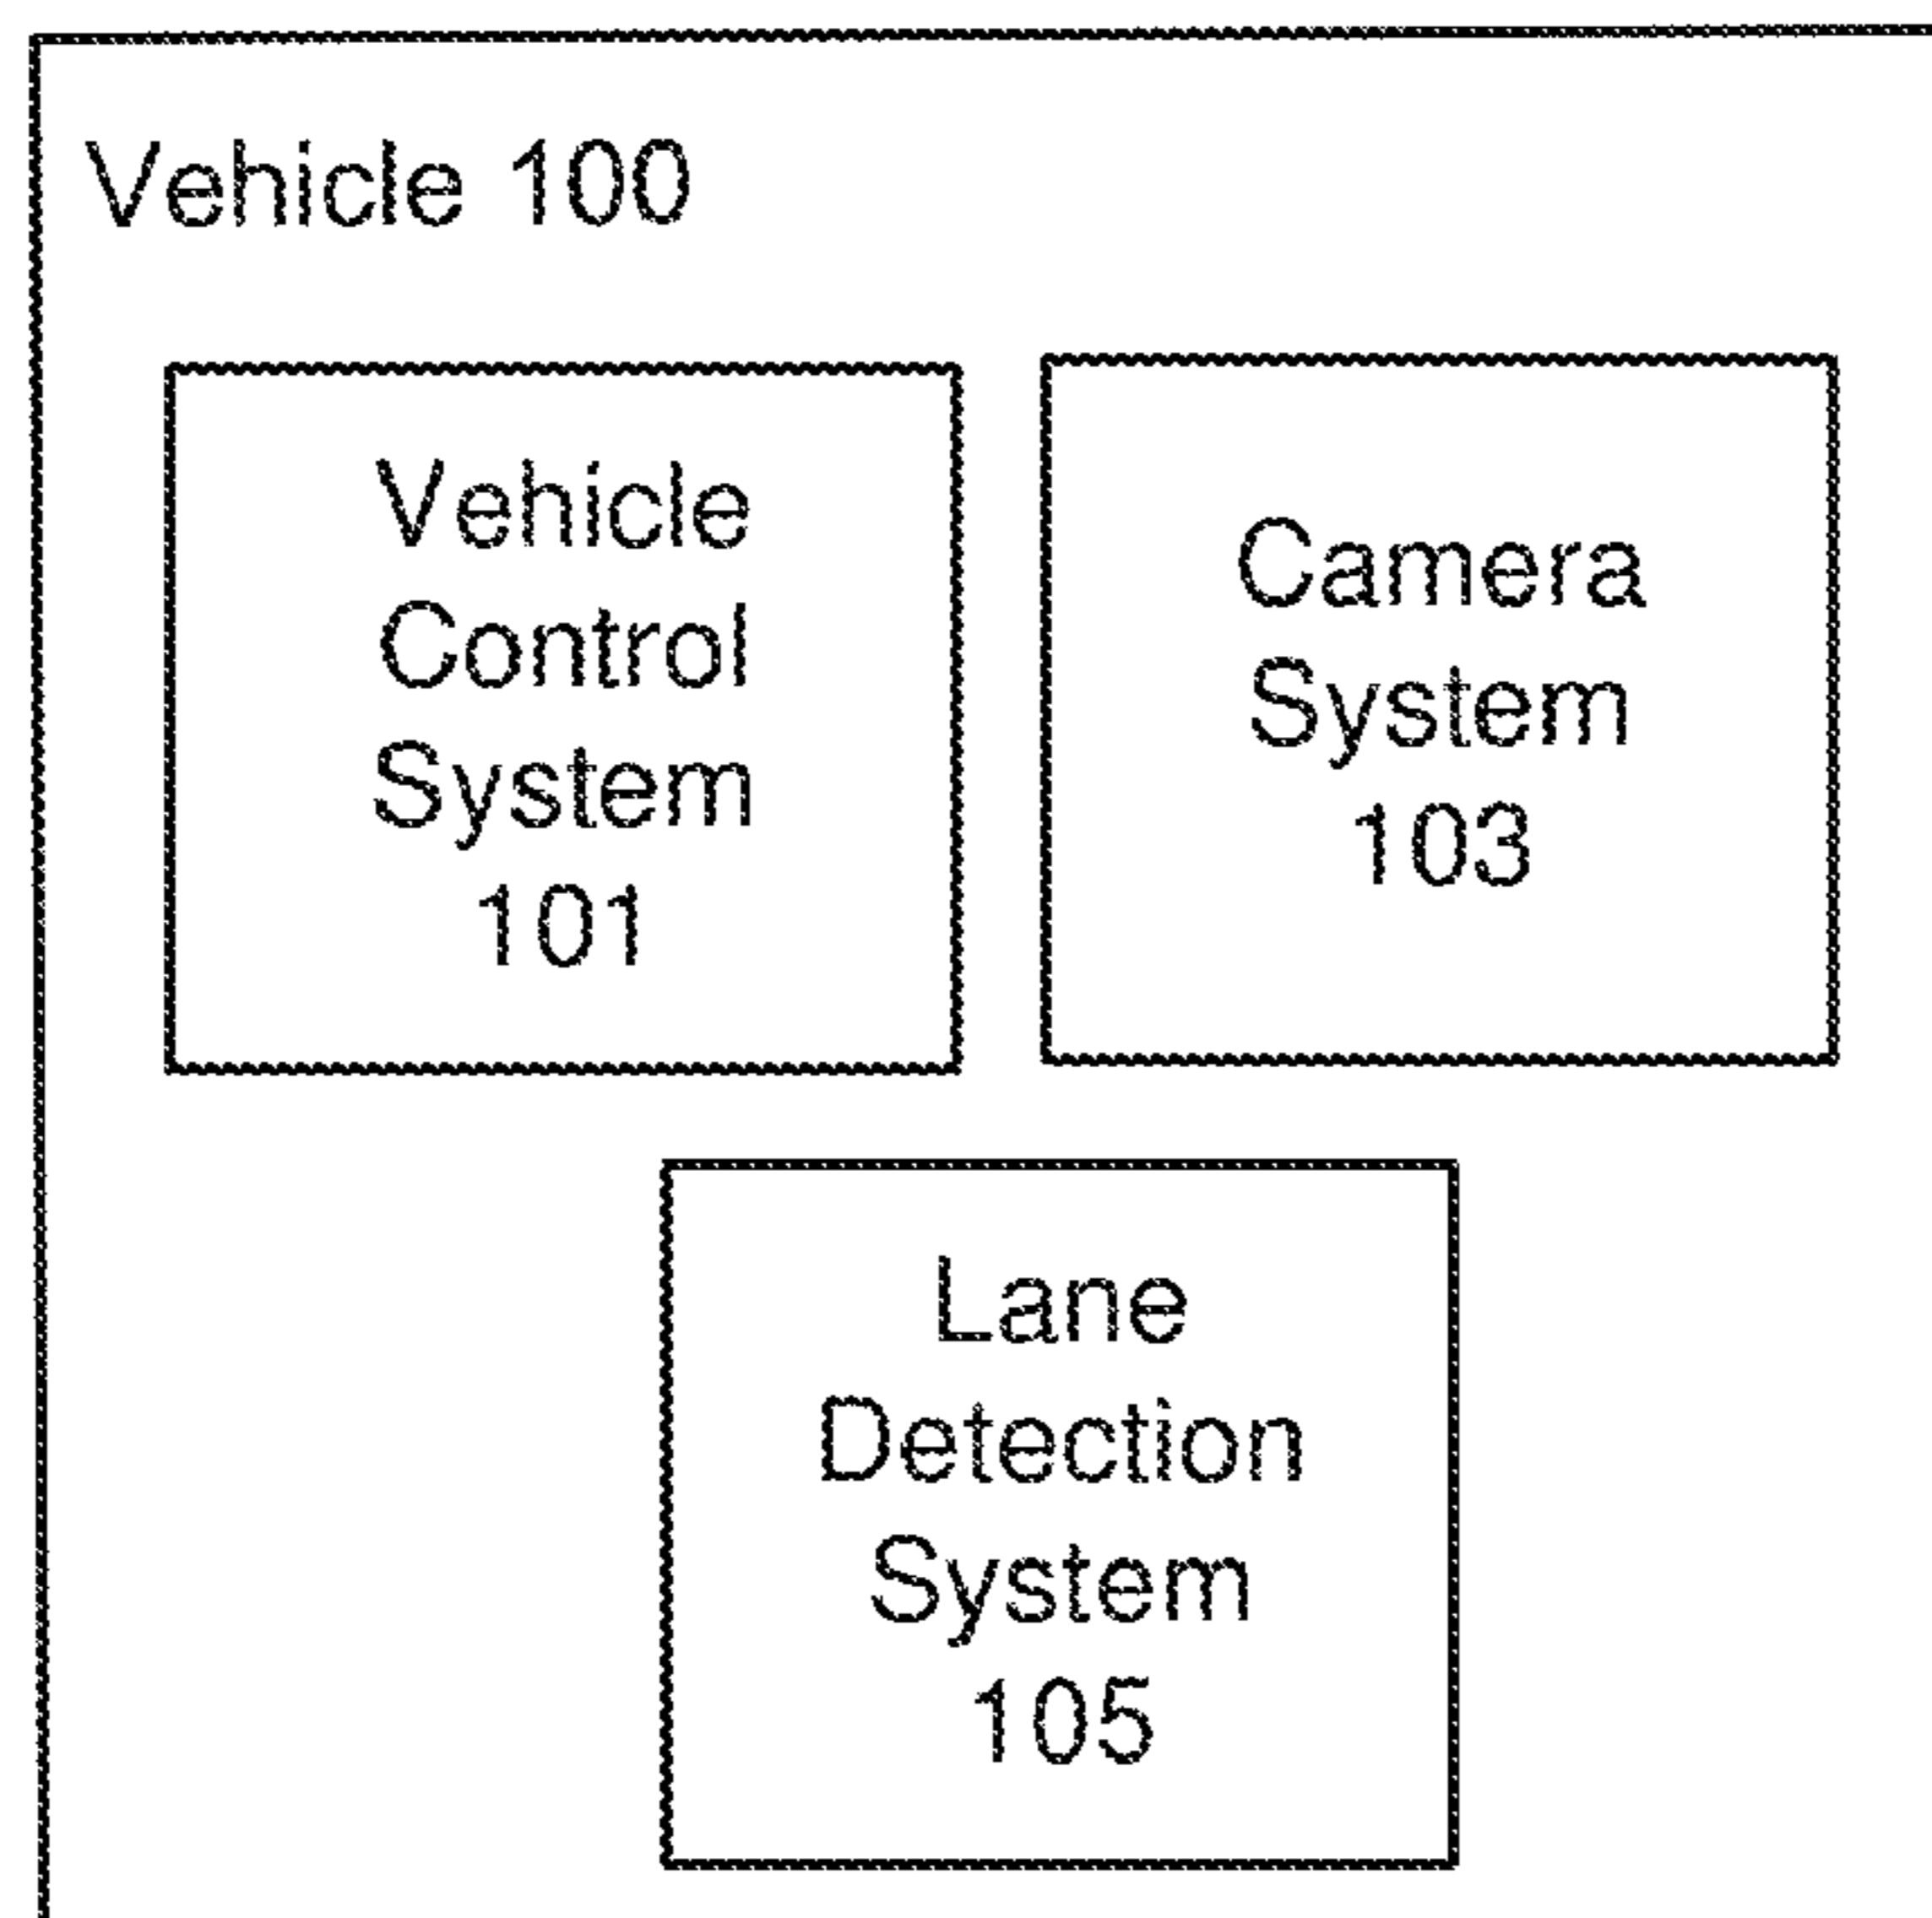 Vehicle 100
Vehicle
Control
System
101
Camera
System
103
Lane
Detection
System
105